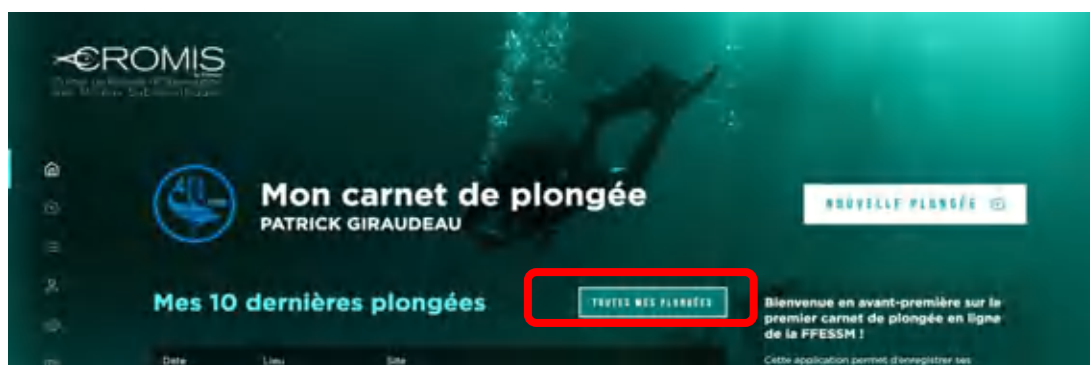 CROMIS
Mon carnet de plongée
PATRICK GIRAUDEAU
NOUVELLE PLONGÉE
Mes 10 dernières plongées
TOUTES MES PLONGÉES
Bienvenue en avant-première sur le
premier carnet de plongée en ligne
de la FFESSM !
Date Lieu Site
Cette application permet d'enregistrer ses